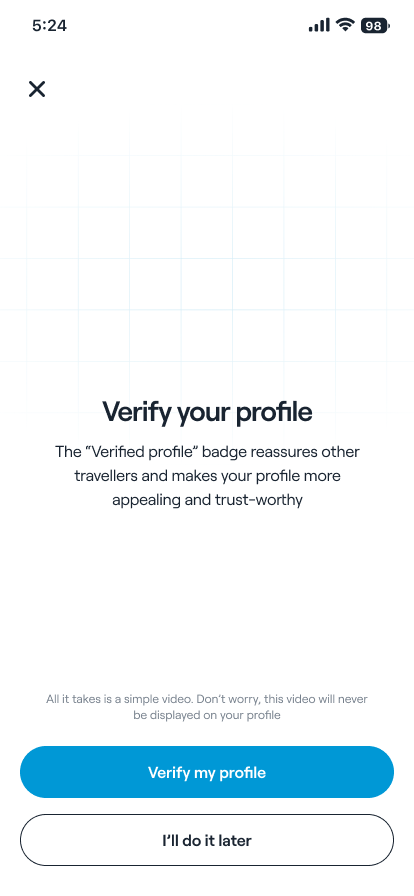 5:24
98
Verify your profile
The “Verified profile” badge reassures other
travellers and makes your profile more
appealing and trust-worthy
All it takes is a simple video. Don’t worry, this video will never
be displayed on your profile
Verify my profile
I’ll do it later